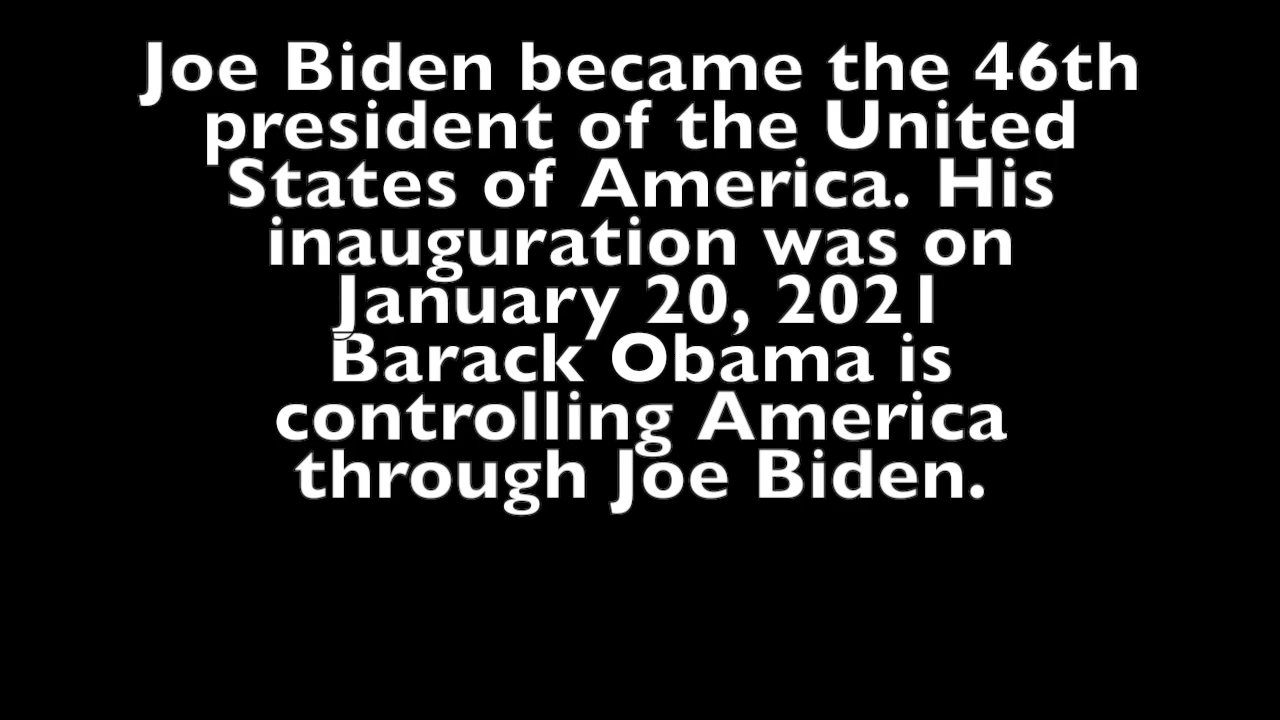 Joe Biden became the 46th
president of the United
States of America. His
inauguration was on
January 20, 2021
Barack Obama is
controlling America
through Joe Biden.